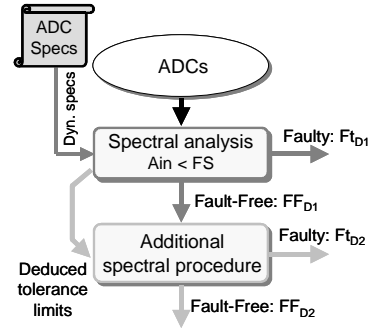 ADC
Specs
ADCs
Dyn. specs
Spectral analysis
Ain < FS
Faulty: Ft_D1
Fault-Free: FF_D1
Additional
spectral procedure
Faulty: Ft_D2
Deduced
tolerance
limits
Fault-Free: FF_D2